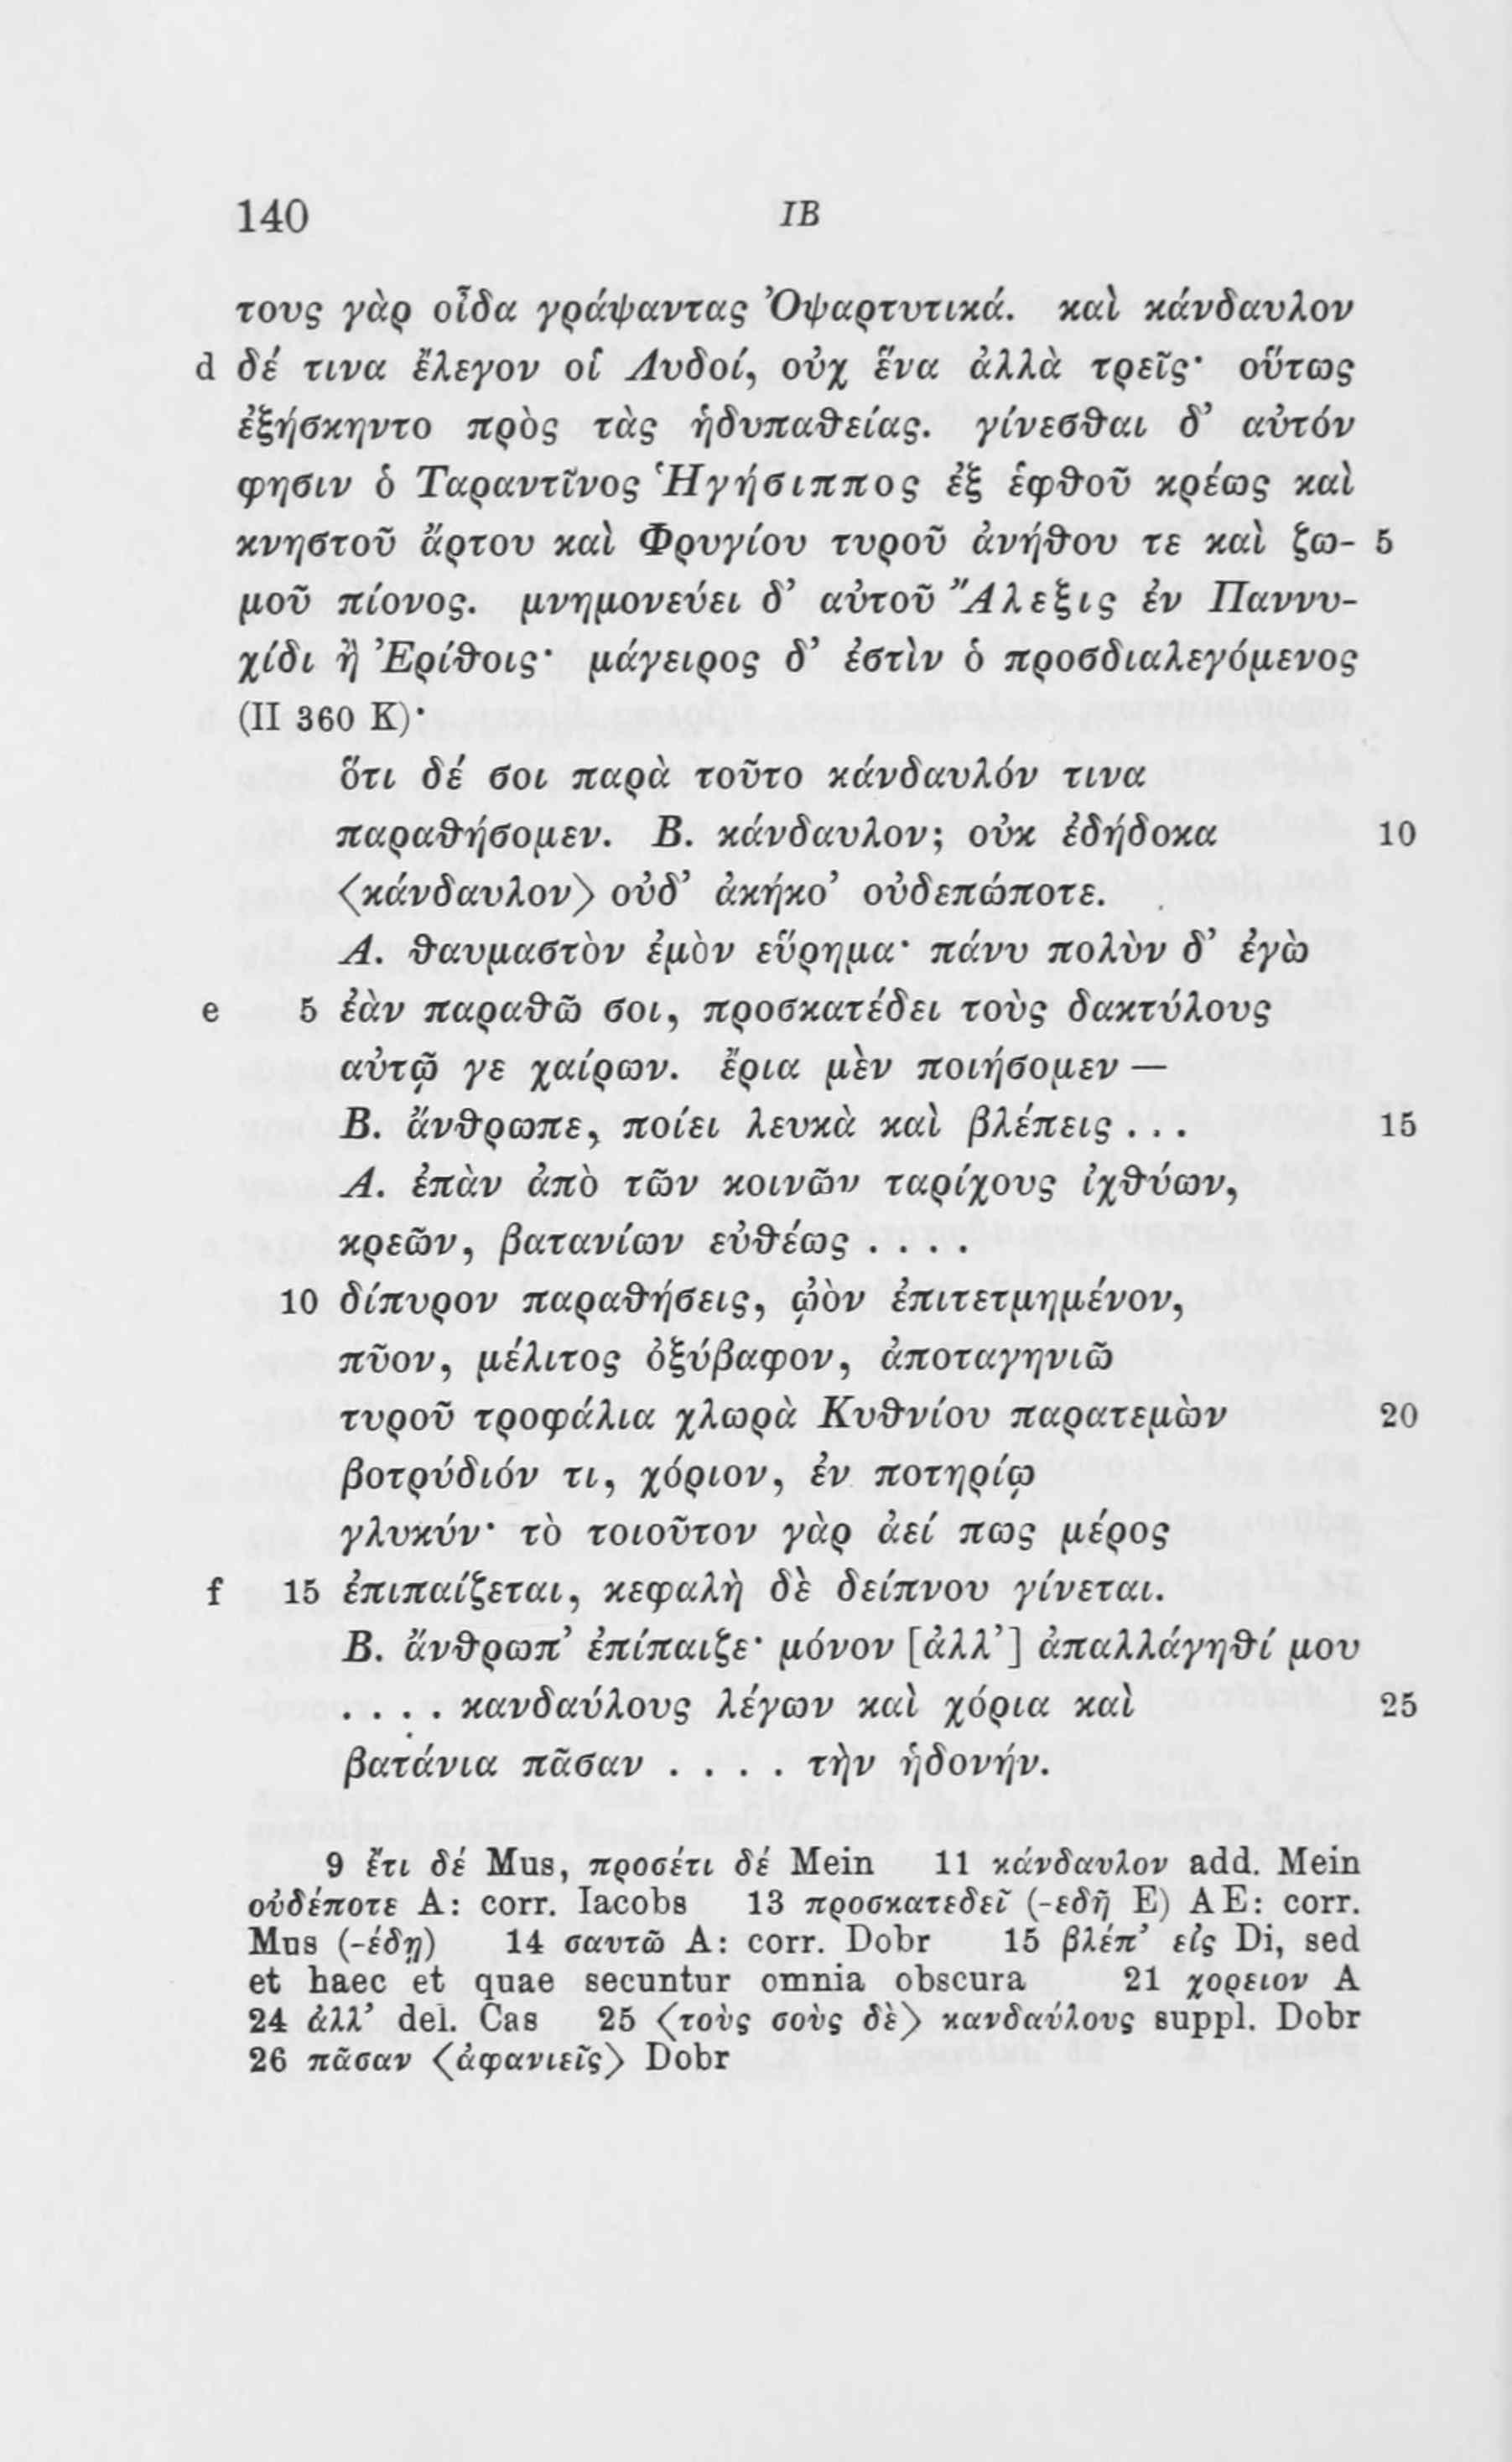 140 IB
τους γὰρ οἶδα γράψαντας Ὀψαρτυτικά. καὶ κάνδαυλον
d δέ τινα ἔλεγον οἱ Λυδοί, οὐχ ἕνα ἀλλὰ τρεῖς· οὕτως
ἐξήσκηντο πρὸς τὰς ἡδυπαθείας. γίνεσθαι δ’ αὐτόν
φησιν ὁ Ταραντῖνος Ἡγήσιππος ἐξ ἑφθοῦ κρέως καὶ
κνηστοῦ ἄρτου καὶ Φρυγίου τυροῦ ἀνήθου τε καὶ ζω- 5
μοῦ πίονος. μνημονεύει δ’ αὐτοῦ Ἄλεξις ἐν Παννυ-
χίδι ἢ Ἐρίθοις· μάγειρος δ’ ἐστὶν ὁ προσδιαλεγόμενος
(II 360 K)·
ὅτι δέ σοι παρὰ τοῦτο κάνδαυλόν τινα
παραθήσομεν. B. κάνδαυλον; οὐκ ἐδήδοκα 10
⟨κάνδαυλον⟩ οὐδ’ ἀκήκο’ οὐδεπώποτε.
A. θαυμαστὸν ἐμὸν εὕρημα· πάνυ πολὺν δ’ ἐγὼ
e 5 ἐὰν παραθῶ σοι, προσκατέδει τοὺς δακτύλους
αὑτῷ γε χαίρων. ἔρια μὲν ποιήσομεν —
B. ἄνθρωπε, ποίει λευκὰ καὶ βλέπεις . . . 15
A. ἐπὰν ἀπὸ τῶν κοινῶν ταρίχους ἰχθύων,
κρεῶν, βατανίων εὐθέως . . . .
10 δίπυρον παραθήσεις, ᾠὸν ἐπιτετμημένον,
πῦον, μέλιτος ὀξύβαφον, ἀποταγηνιῶ
τυροῦ τροφάλια χλωρὰ Κυθνίου παρατεμὼν 20
βοτρύδιόν τι, χόριον, ἐν ποτηρίῳ
γλυκύν· τὸ τοιοῦτον γὰρ ἀεί πως μέρος
f 15 ἐπιπαίζεται, κεφαλὴ δὲ δείπνου γίνεται.
B. ἄνθρωπ’ ἐπίπαιζε· μόνον [ἀλλ’] ἀπαλλάγηθί μου
. . . . κανδαύλους λέγων καὶ χόρια καὶ 25
βατάνια πᾶσαν . . . . τὴν ἡδονήν.
9 ἔτι δέ Mus, προσέτι δέ Mein 11 κάνδαυλον add. Mein
οὐδέποτε A: corr. Iacobs 13 προσκατεδεῖ (-εδῆ E) AE: corr.
Mus (-έδῃ) 14 σαυτῶ A: corr. Dobr 15 βλέπ’ εἰς Di, sed
et haec et quae secuntur omnia obscura 21 χορειον A
24 ἀλλ’ del. Cas 25 ⟨τοὺς σοὺς δὲ⟩ κανδαύλους suppl. Dobr
26 πᾶσαν ⟨ἀφανιεῖς⟩ Dobr